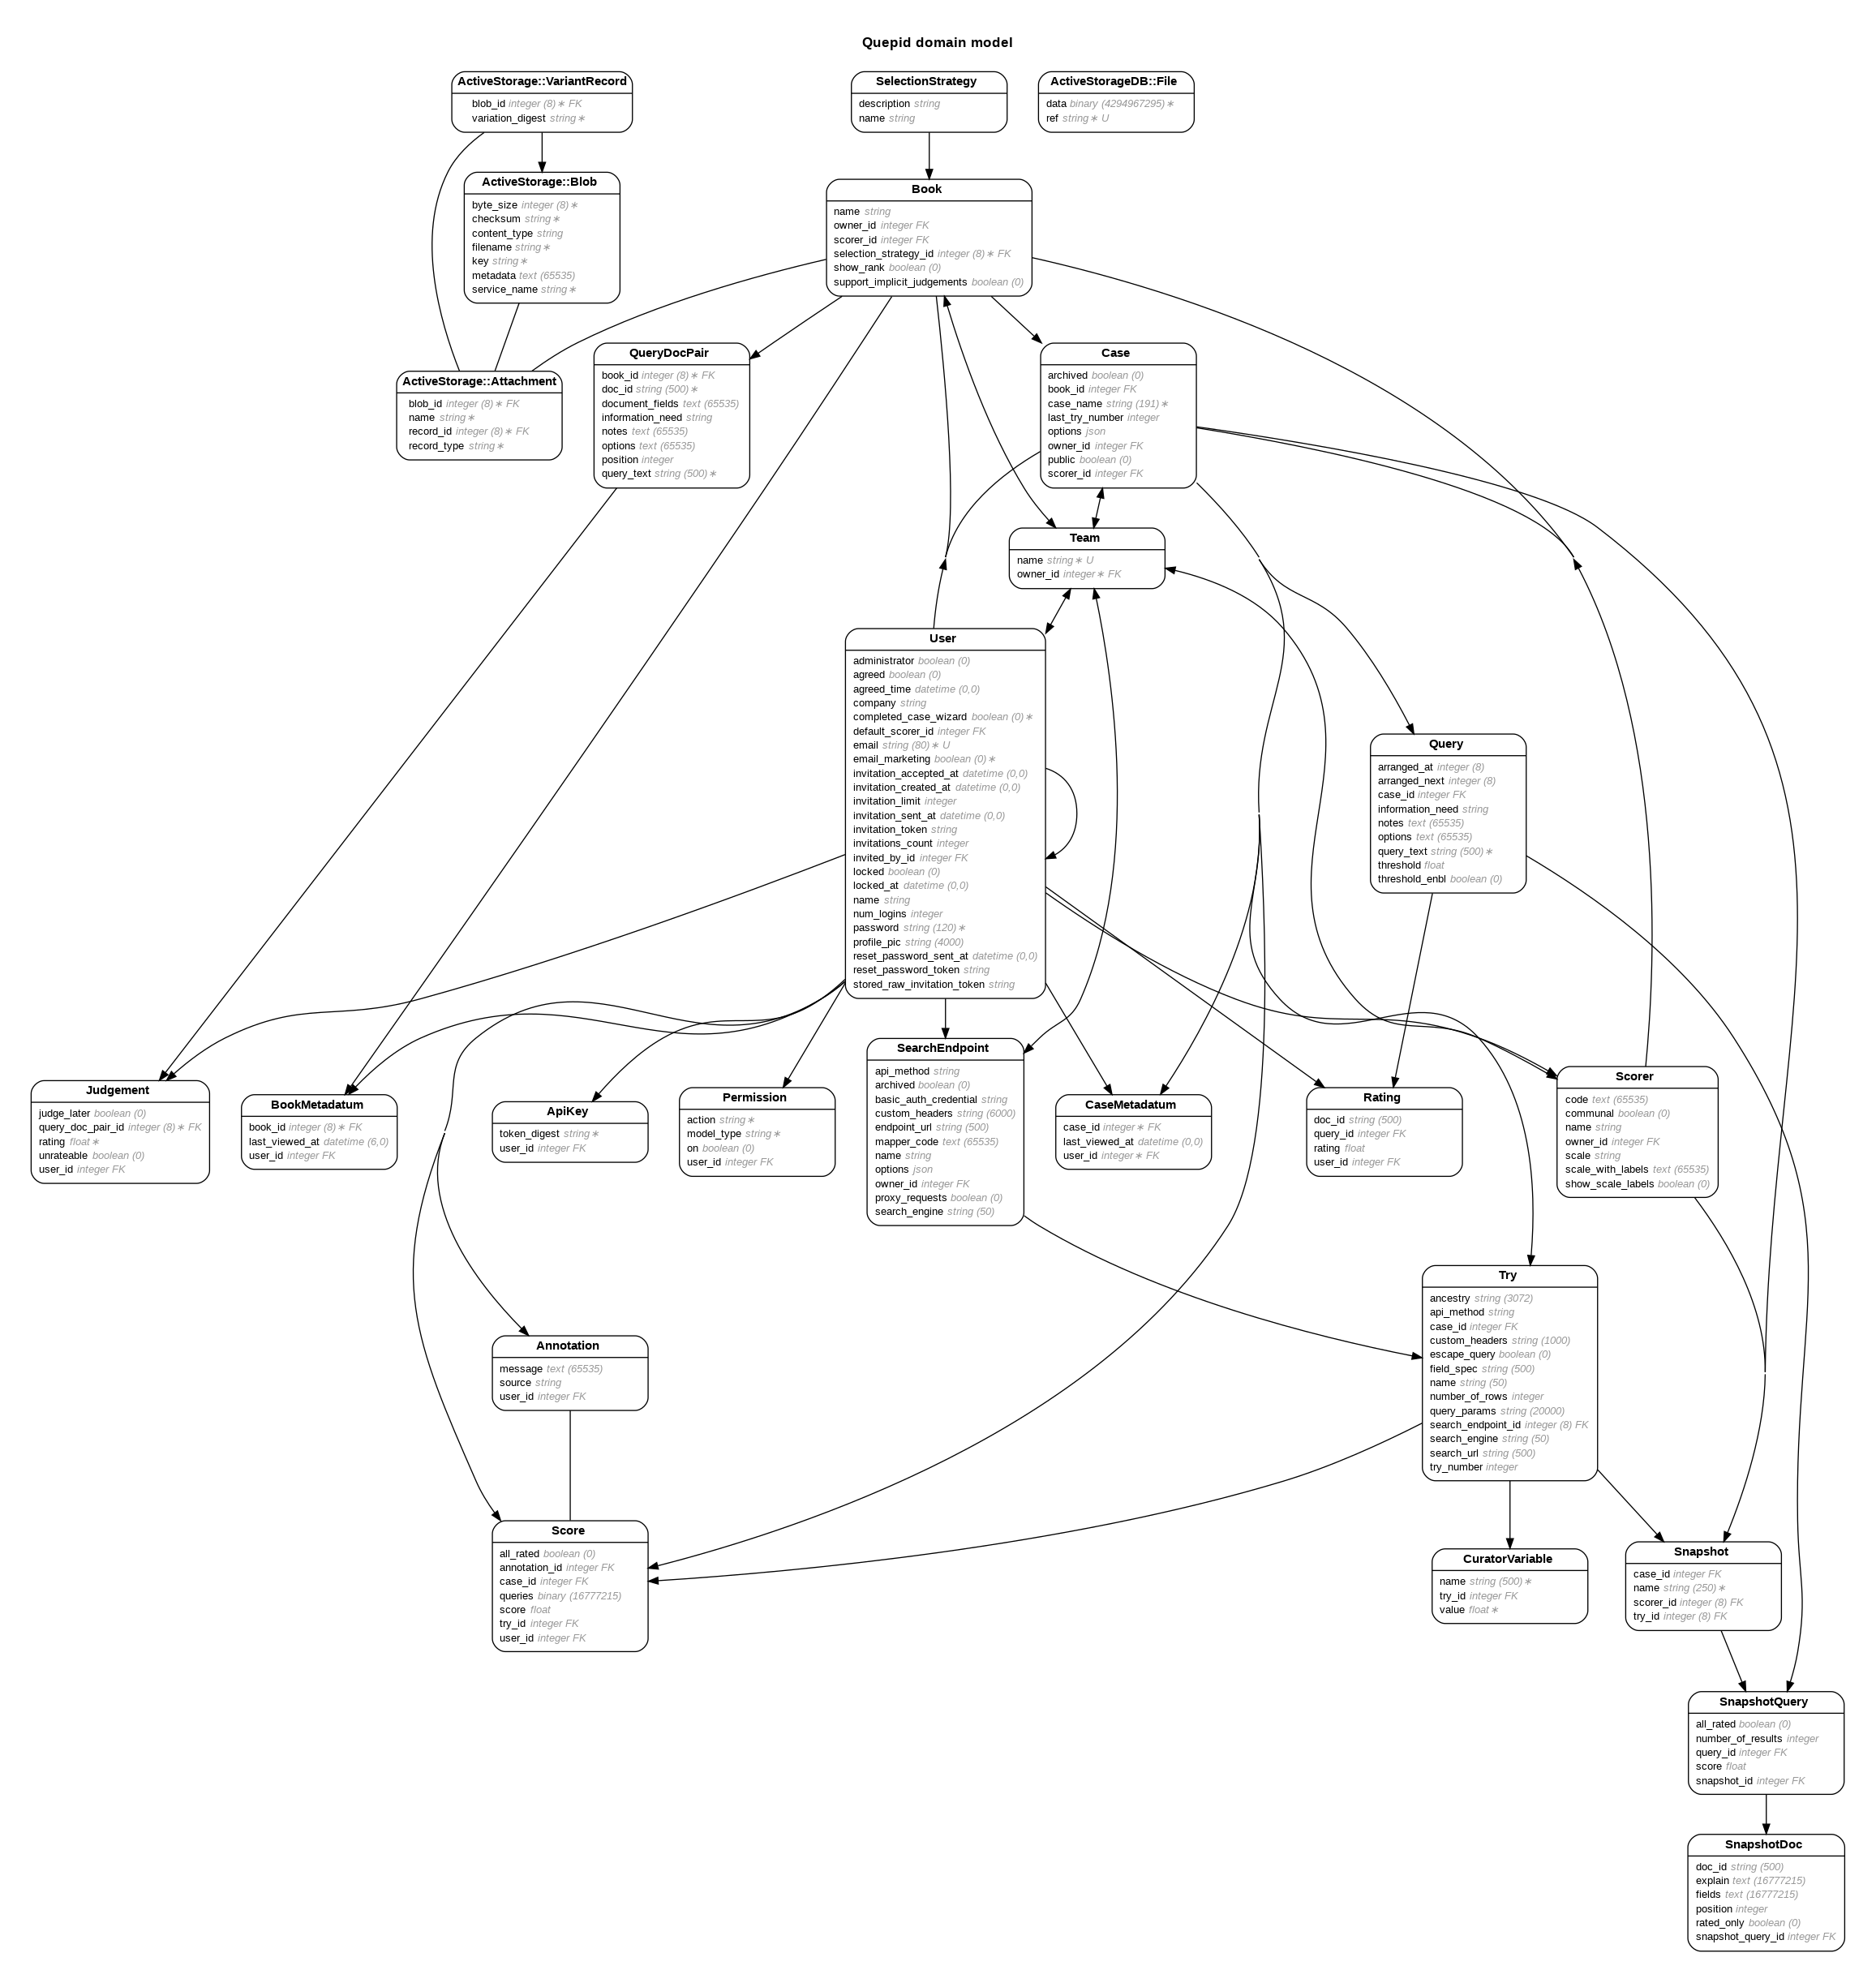 Quepid domain model
ActiveStorage::VariantRecord
blob_id integer (8)∗ FK
variation_digest string∗
SelectionStrategy
description string
name string
ActiveStorageDB::File
data binary (4294967295)∗
ref string∗ U
ActiveStorage::Blob
byte_size integer (8)∗
checksum string∗
content_type string
filename string∗
key string∗
metadata text (65535)
service_name string∗
Book
name string
owner_id integer FK
scorer_id integer FK
selection_strategy_id integer (8)∗ FK
show_rank boolean (0)
support_implicit_judgements boolean (0)
ActiveStorage::Attachment
blob_id integer (8)∗ FK
name string∗
record_id integer (8)∗ FK
record_type string∗
QueryDocPair
book_id integer (8)∗ FK
doc_id string (500)∗
document_fields text (65535)
information_need string
notes text (65535)
options text (65535)
position integer
query_text string (500)∗
Case
archived boolean (0)
book_id integer FK
case_name string (191)∗
last_try_number integer
options json
owner_id integer FK
public boolean (0)
scorer_id integer FK
Team
name string∗ U
owner_id integer∗ FK
User
administrator boolean (0)
agreed boolean (0)
agreed_time datetime (0,0)
company string
completed_case_wizard boolean (0)∗
default_scorer_id integer FK
email string (80)∗ U
email_marketing boolean (0)∗
invitation_accepted_at datetime (0,0)
invitation_created_at datetime (0,0)
invitation_limit integer
invitation_sent_at datetime (0,0)
invitation_token string
invitations_count integer
invited_by_id integer FK
locked boolean (0)
locked_at datetime (0,0)
name string
num_logins integer
password string (120)∗
profile_pic string (4000)
reset_password_sent_at datetime (0,0)
reset_password_token string
stored_raw_invitation_token string
Query
arranged_at integer (8)
arranged_next integer (8)
case_id integer FK
information_need string
notes text (65535)
options text (65535)
query_text string (500)∗
threshold float
threshold_enbl boolean (0)
Judgement
judge_later boolean (0)
query_doc_pair_id integer (8)∗ FK
rating float∗
unrateable boolean (0)
user_id integer FK
BookMetadatum
book_id integer (8)∗ FK
last_viewed_at datetime (6,0)
user_id integer FK
ApiKey
token_digest string∗
user_id integer FK
Permission
action string∗
model_type string∗
on boolean (0)
user_id integer FK
SearchEndpoint
api_method string
archived boolean (0)
basic_auth_credential string
custom_headers string (6000)
endpoint_url string (500)
mapper_code text (65535)
name string
options json
owner_id integer FK
proxy_requests boolean (0)
search_engine string (50)
CaseMetadatum
case_id integer∗ FK
last_viewed_at datetime (0,0)
user_id integer∗ FK
Rating
doc_id string (500)
query_id integer FK
rating float
user_id integer FK
Scorer
code text (65535)
communal boolean (0)
name string
owner_id integer FK
scale string
scale_with_labels text (65535)
show_scale_labels boolean (0)
Try
ancestry string (3072)
api_method string
case_id integer FK
custom_headers string (1000)
escape_query boolean (0)
field_spec string (500)
name string (50)
number_of_rows integer
query_params string (20000)
search_endpoint_id integer (8) FK
search_engine string (50)
search_url string (500)
try_number integer
Annotation
message text (65535)
source string
user_id integer FK
Score
all_rated boolean (0)
annotation_id integer FK
case_id integer FK
queries binary (16777215)
score float
try_id integer FK
user_id integer FK
CuratorVariable
name string (500)∗
try_id integer FK
value float∗
Snapshot
case_id integer FK
name string (250)∗
scorer_id integer (8) FK
try_id integer (8) FK
SnapshotQuery
all_rated boolean (0)
number_of_results integer
query_id integer FK
score float
snapshot_id integer FK
SnapshotDoc
doc_id string (500)
explain text (16777215)
fields text (16777215)
position integer
rated_only boolean (0)
snapshot_query_id integer FK